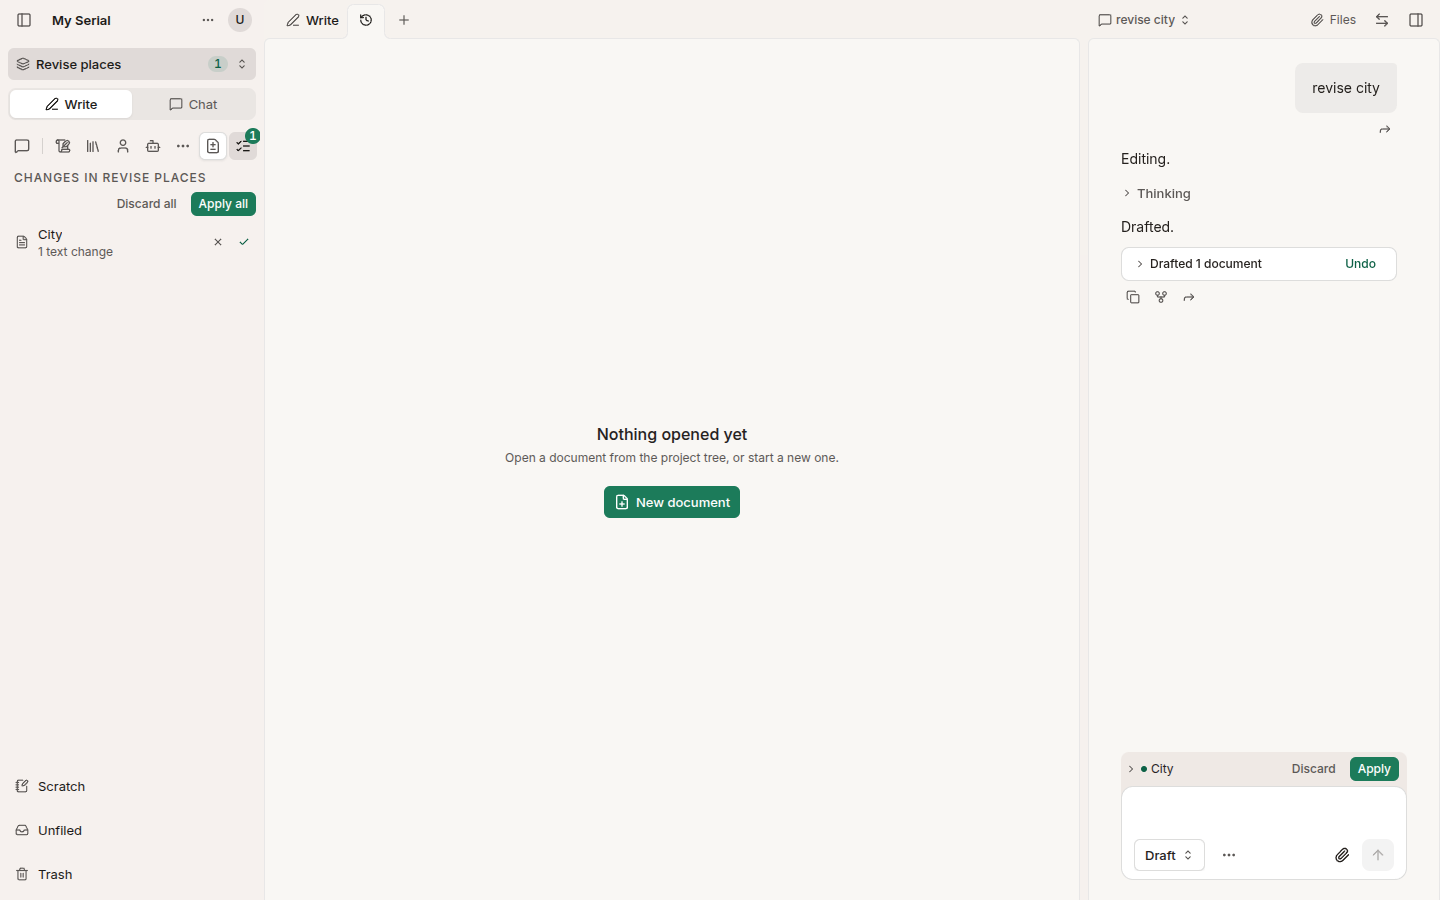 My Serial
U
Revise places
1
Write
Chat
1
CHANGES IN REVISE PLACES
Discard all
Apply all
City
1 text change
Scratch
Unfiled
Trash
Write
Nothing opened yet
Open a document from the project tree, or start a new one.
New document
revise city
Files
revise city
Editing.
Thinking
Drafted.
Drafted 1 document
Undo
City
Discard
Apply
Draft